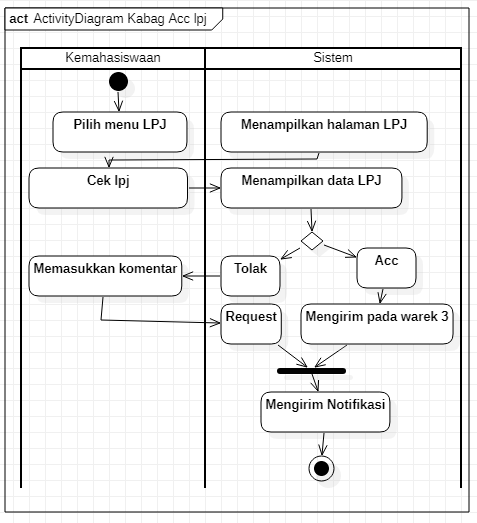 act ActivityDiagram Kabag Acc lpj
Kemahasiswaan
Sistem
Pilih menu LPJ
Menampilkan halaman LPJ
Cek lpj
Menampilkan data LPJ
Memasukkan komentar
Tolak
Acc
Request
Mengirim pada warek 3
Mengirim Notifikasi